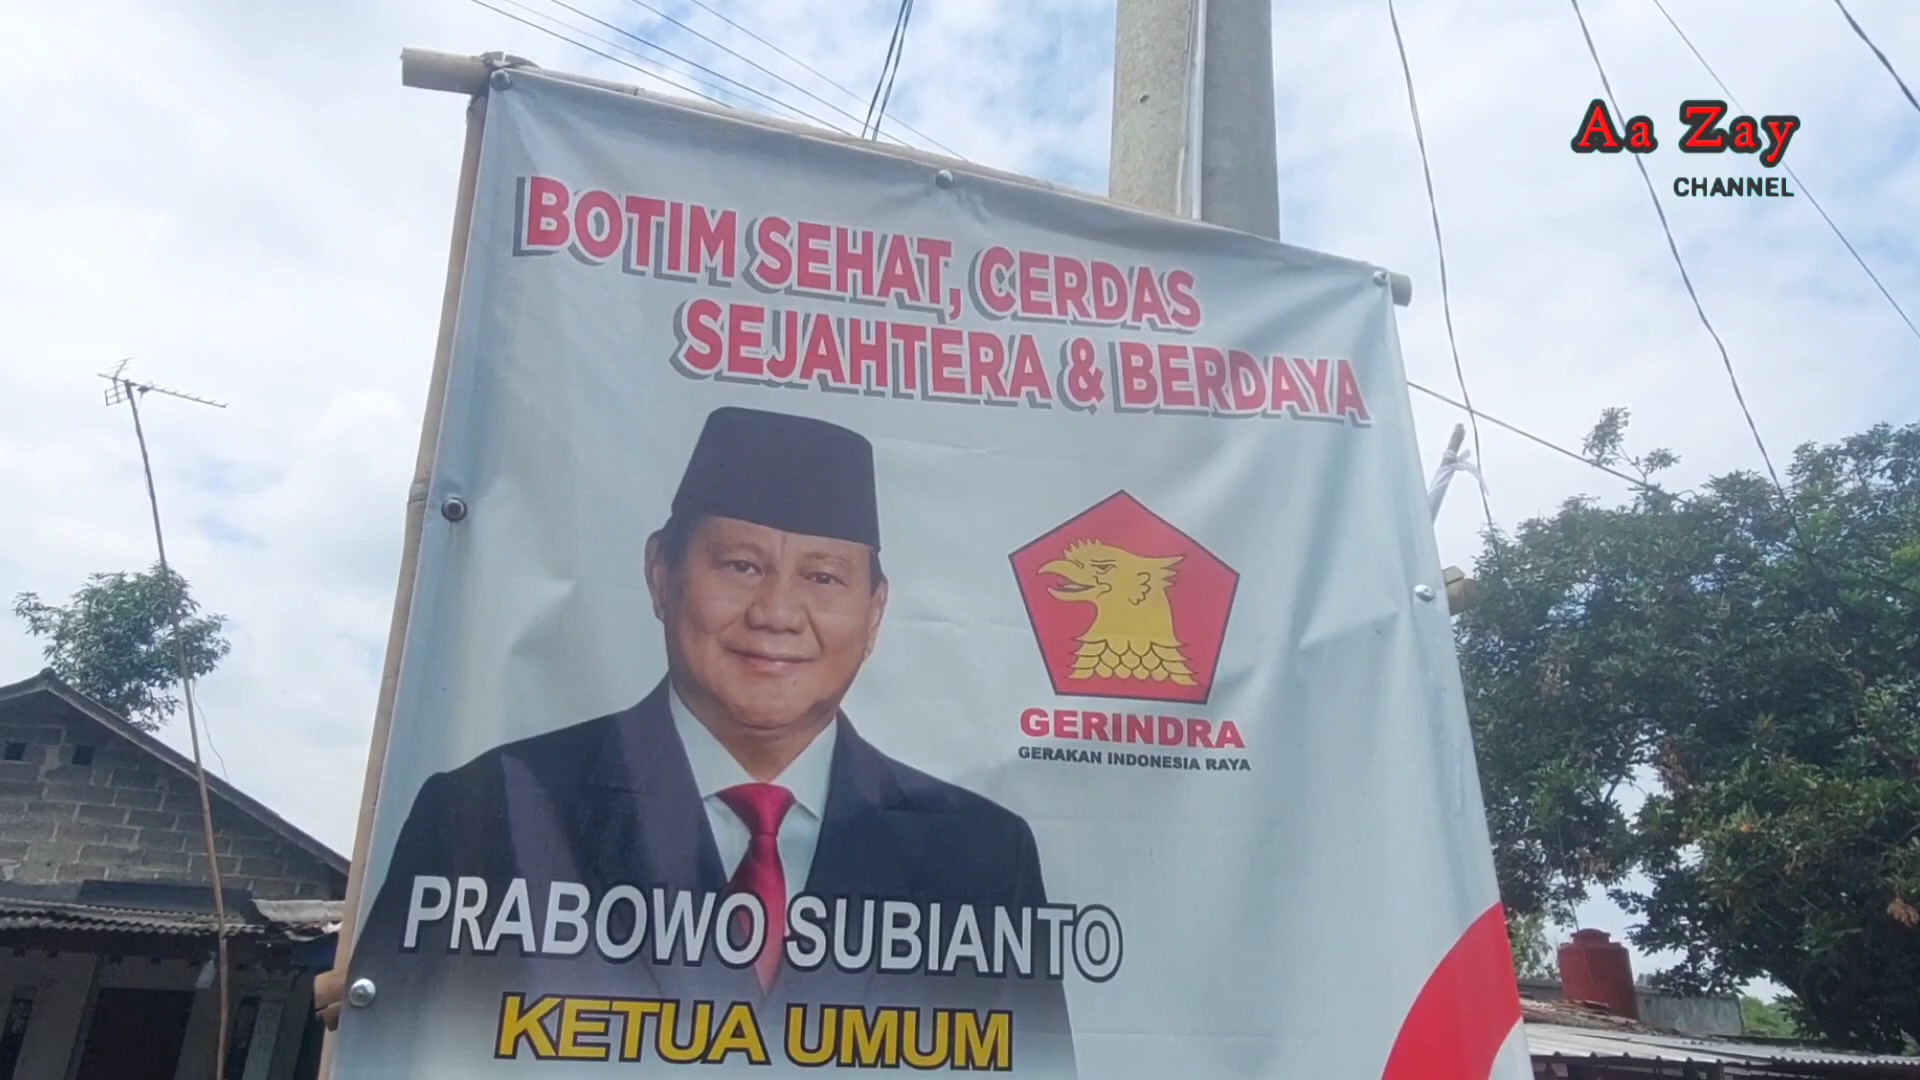 Aa Zay
CHANNEL
BOTIM SEHAT, CERDAS
SEJAHTERA & BERDAYA
GERINDRA
GERAKAN INDONESIA RAYA
PRABOWO SUBIANTO
KETUA UMUM